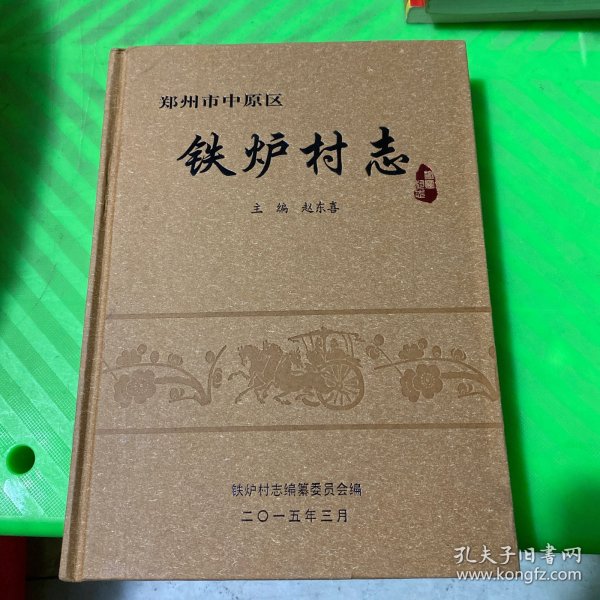 郑州市中原区
铁炉村志
主编 赵东喜
铁炉村志编纂委员会编
二〇一五年三月
孔夫子旧书网
www.kongfz.com